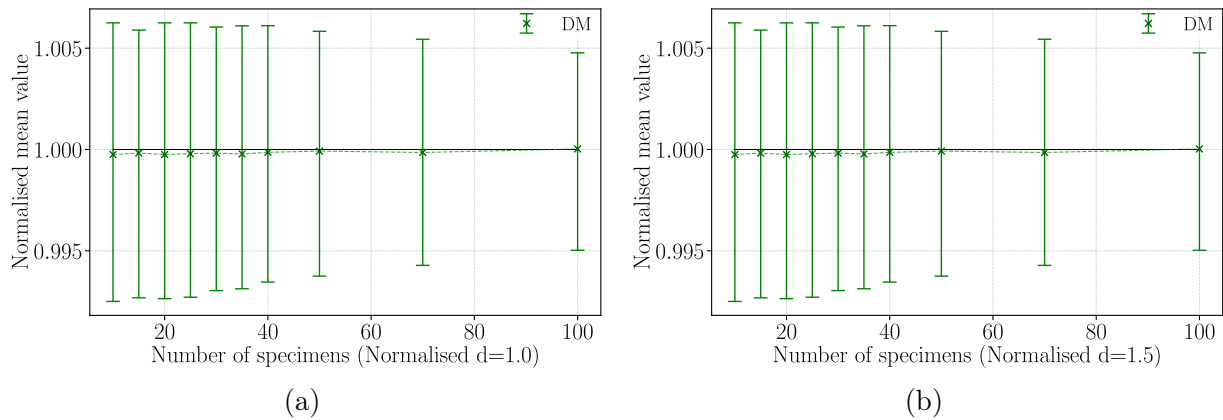 DM
1.005
1.000
0.995
Normalised mean value
20 40 60 80 100
Number of specimens (Normalised d=1.0)
(a)
DM
1.005
1.000
0.995
Normalised mean value
20 40 60 80 100
Number of specimens (Normalised d=1.5)
(b)